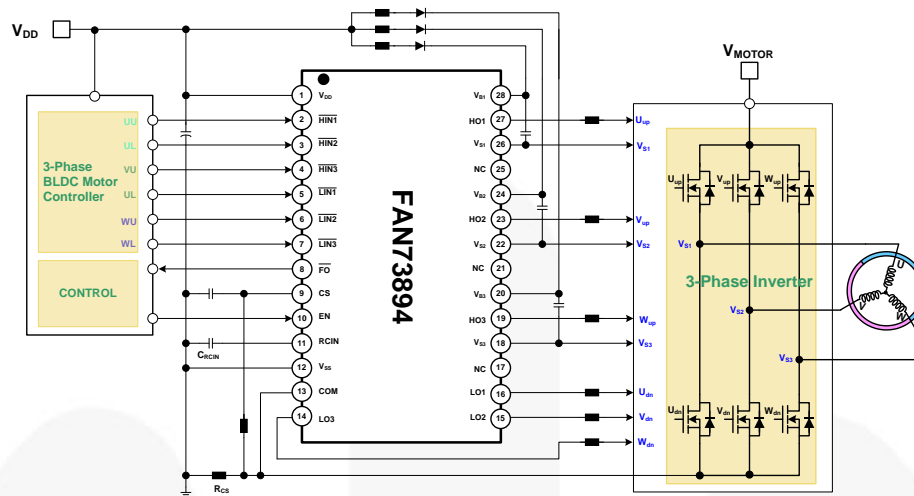 VDD
VMOTOR
3-Phase
BLDC Motor
Controller
UU
UL
VU
UL
WU
WL
CONTROL
CRCIN
RCS
FAN73894
1 VDD
2 HIN1
3 HIN2
4 HIN3
5 LIN1
6 LIN2
7 LIN3
8 FO
9 CS
10 EN
11 RCIN
12 VSS
13 COM
14 LO3
VB1 28
HO1 27
VS1 26
NC 25
VB2 24
HO2 23
VS2 22
NC 21
VB3 20
HO3 19
VS3 18
NC 17
LO1 16
LO2 15
Uup
VS1
Vup
VS2
Wup
VS3
Udn
Vdn
Wdn
Uup Vup Wup
VS1
3-Phase Inverter
VS2
VS3
Udn Vdn Wdn
U